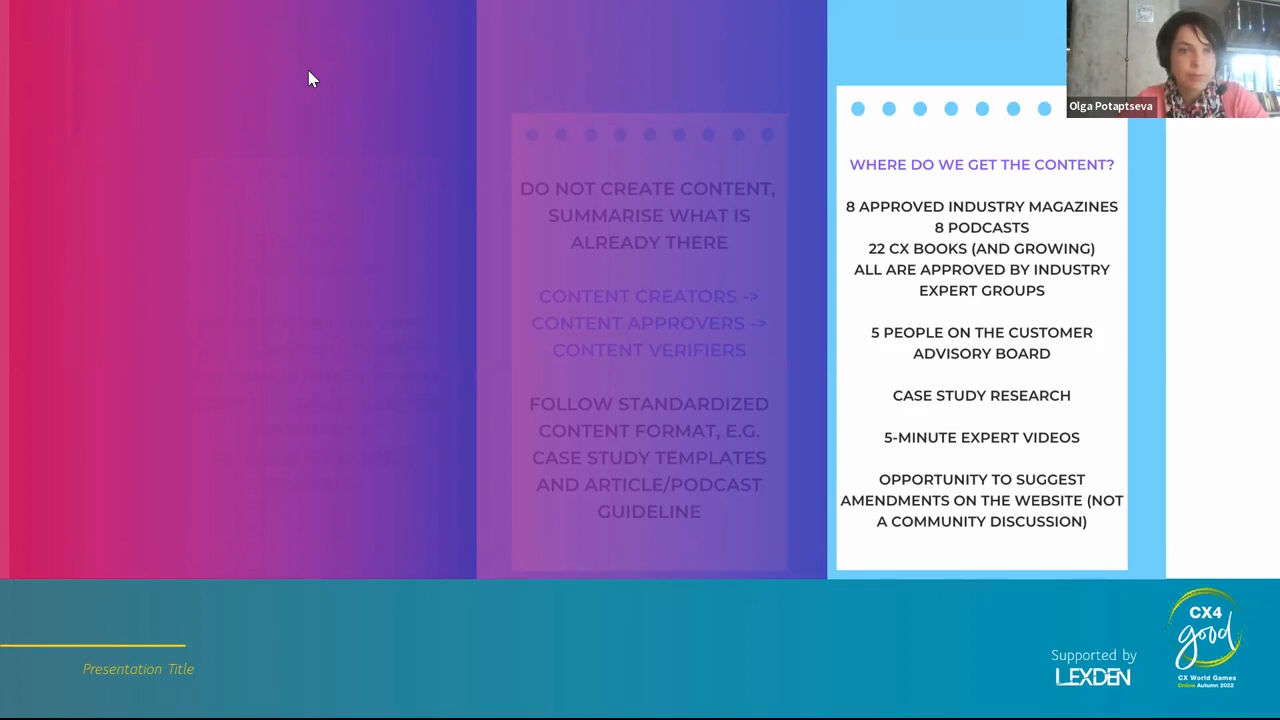 DO NOT CREATE CONTENT,
SUMMARISE WHAT IS
ALREADY THERE
CONTENT CREATORS ->
CONTENT APPROVERS ->
CONTENT VERIFIERS
FOLLOW STANDARDIZED
CONTENT FORMAT, E.G.
CASE STUDY TEMPLATES
AND ARTICLE/PODCAST
GUIDELINE
WHERE DO WE GET THE CONTENT?
8 APPROVED INDUSTRY MAGAZINES
8 PODCASTS
22 CX BOOKS (AND GROWING)
ALL ARE APPROVED BY INDUSTRY
EXPERT GROUPS
5 PEOPLE ON THE CUSTOMER
ADVISORY BOARD
CASE STUDY RESEARCH
5-MINUTE EXPERT VIDEOS
OPPORTUNITY TO SUGGEST
AMENDMENTS ON THE WEBSITE (NOT
A COMMUNITY DISCUSSION)
Olga Potaptseva
Presentation Title
Supported by
LEXDEN
CX4
good
CX World Games
Online Autumn 2022